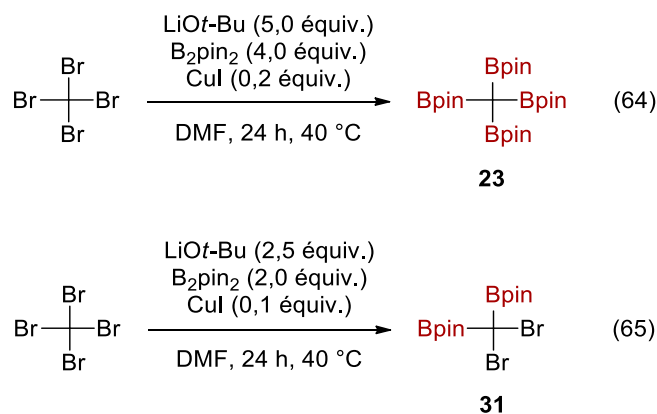 LiOt-Bu (5,0 équiv.)
B₂pin₂ (4,0 équiv.)
CuI (0,2 équiv.)
DMF, 24 h, 40 °C
Br
Br Br
Br
Bpin
Bpin Bpin
Bpin
(64)
23
LiOt-Bu (2,5 équiv.)
B₂pin₂ (2,0 équiv.)
CuI (0,1 équiv.)
DMF, 24 h, 40 °C
Br
Br Br
Br
Bpin
Bpin Br
Br
(65)
31